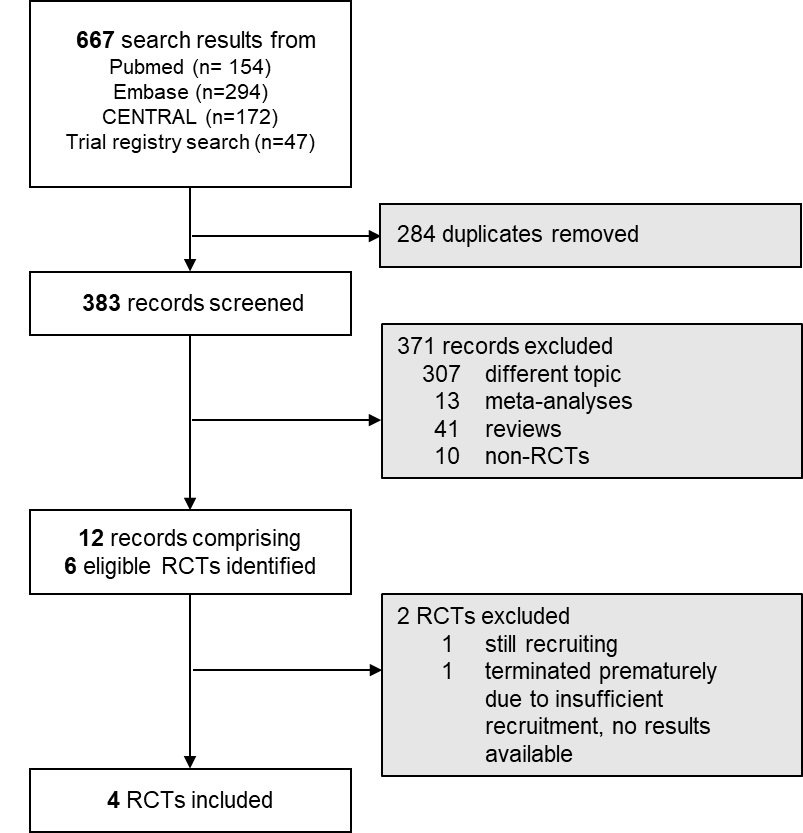 667 search results from
Pubmed (n= 154)
Embase (n=294)
CENTRAL (n=172)
Trial registry search (n=47)
284 duplicates removed
383 records screened
371 records excluded
307 different topic
13 meta-analyses
41 reviews
10 non-RCTs
12 records comprising
6 eligible RCTs identified
2 RCTs excluded
1 still recruiting
1 terminated prematurely
due to insufficient
recruitment, no results
available
4 RCTs included